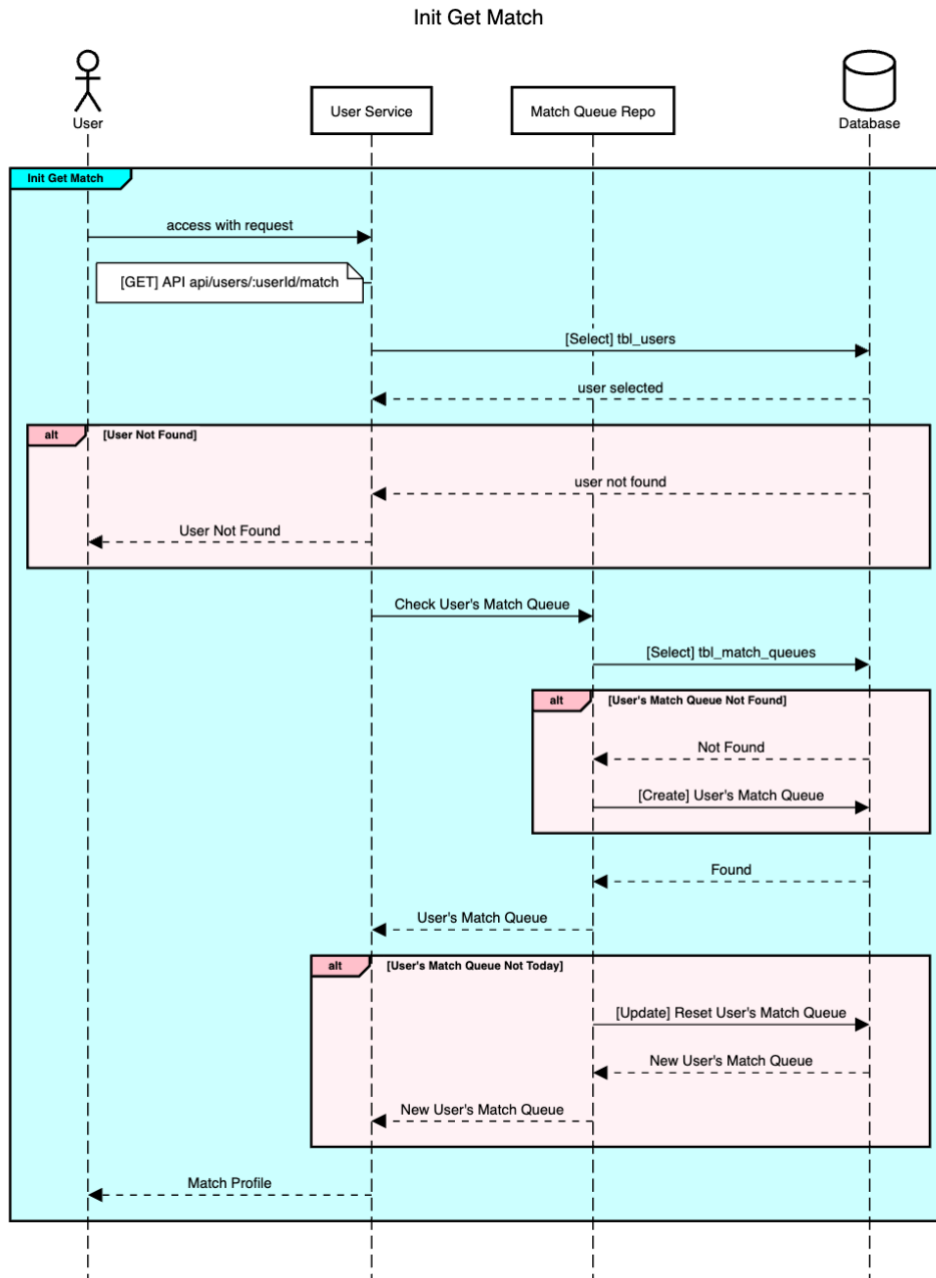 Init Get Match
User
User Service
Match Queue Repo
Database
Init Get Match
access with request
[GET] API api/users/:userId/match
[Select] tbl_users
user selected
alt [User Not Found]
user not found
User Not Found
Check User's Match Queue
[Select] tbl_match_queues
alt [User's Match Queue Not Found]
Not Found
[Create] User's Match Queue
Found
User's Match Queue
alt [User's Match Queue Not Today]
[Update] Reset User's Match Queue
New User's Match Queue
New User's Match Queue
Match Profile